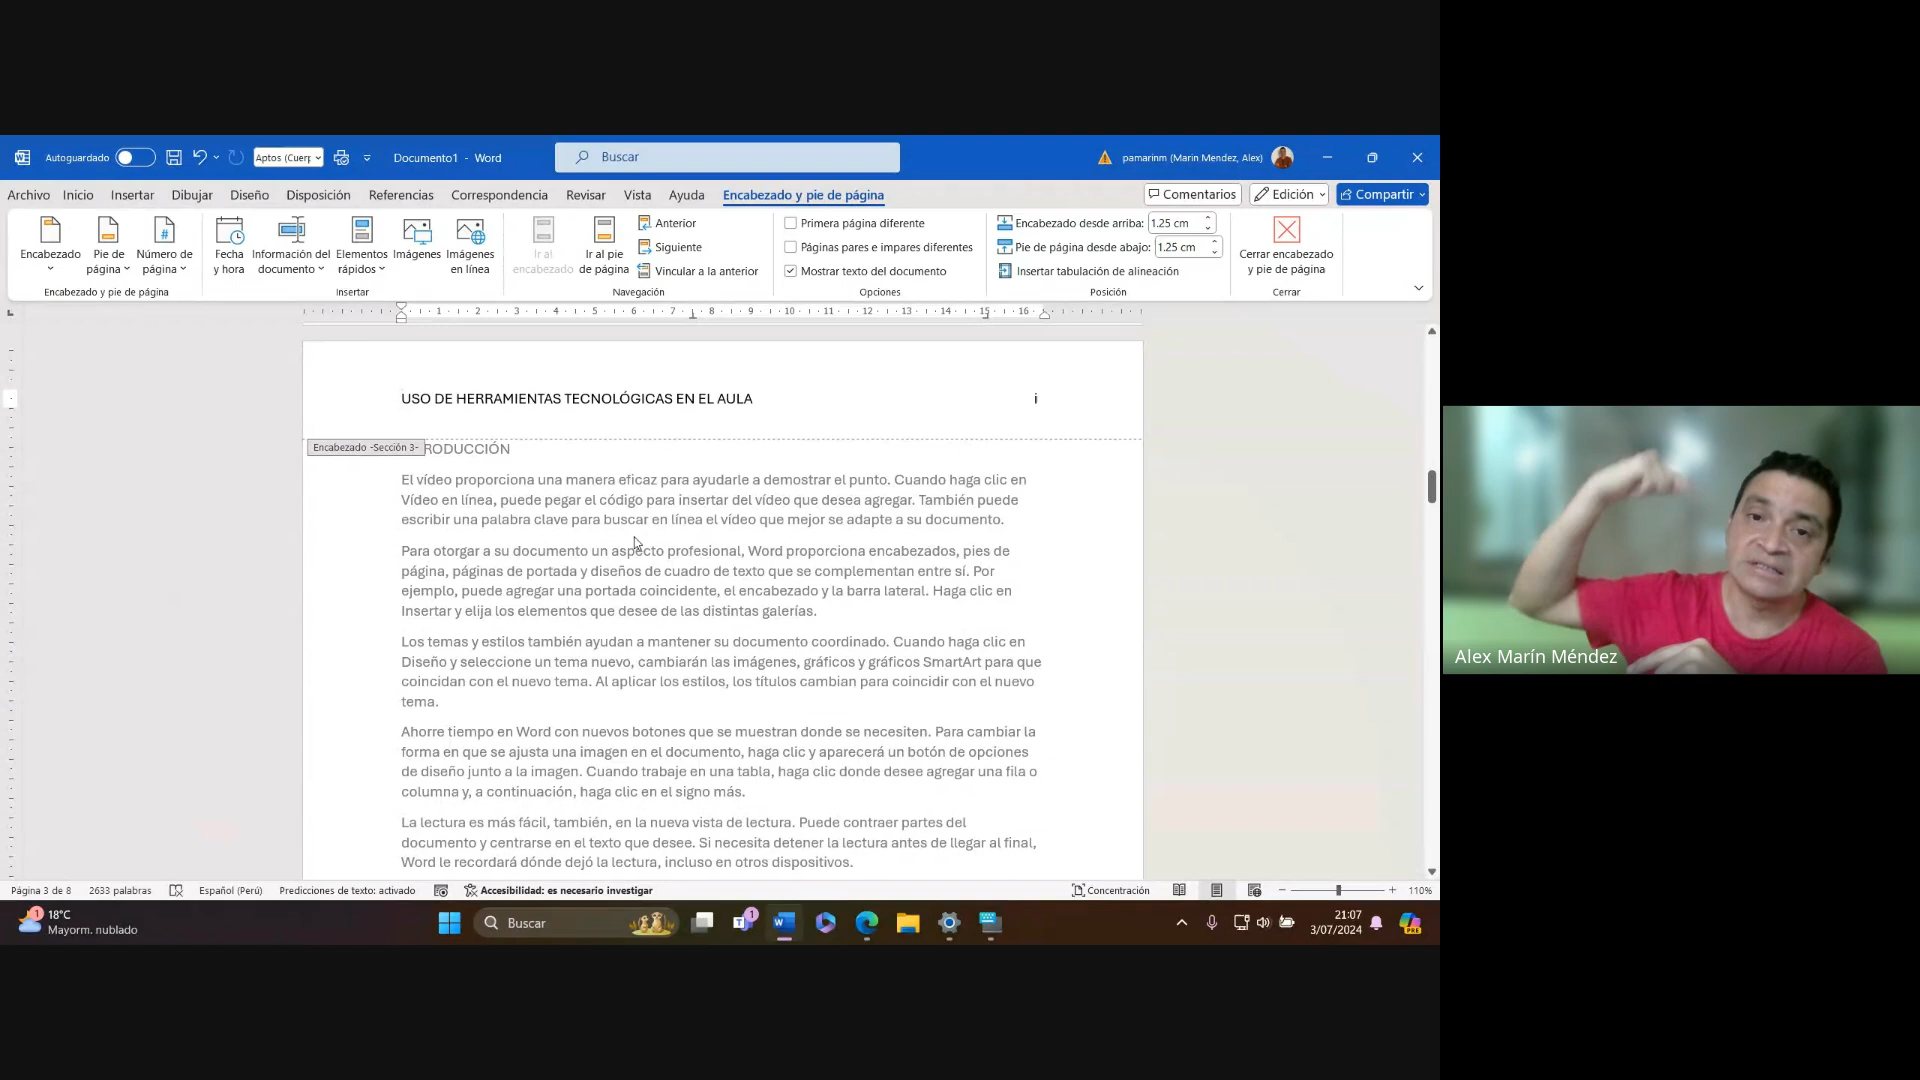 Autoguardado
Aptos (Cuer
Documento1 - Word
Buscar
pamarinm (Marin Mendez, Alex)
Archivo Inicio Insertar Dibujar Diseño Disposición Referencias Correspondencia Revisar Vista Ayuda Encabezado y pie de página
Comentarios Edición Compartir
Encabezado
Pie de página
Número de página
Encabezado y pie de página
Fecha y hora
Información del documento
Elementos rápidos
Imágenes
Imágenes en línea
Insertar
Ir al encabezado
Ir al pie de página
Anterior
Siguiente
Vincular a la anterior
Navegación
Primera página diferente
Páginas pares e impares diferentes
Mostrar texto del documento
Opciones
Encabezado desde arriba: 1.25 cm
Pie de página desde abajo: 1.25 cm
Insertar tabulación de alineación
Posición
Cerrar encabezado y pie de página
Cerrar
1 2 3 4 5 6 7 8 9 10 11 12 13 14 15 16
USO DE HERRAMIENTAS TECNOLÓGICAS EN EL AULA i
Encabezado -Sección 3-
RODUCCIÓN
El vídeo proporciona una manera eficaz para ayudarle a demostrar el punto. Cuando haga clic en
Vídeo en línea, puede pegar el código para insertar del vídeo que desea agregar. También puede
escribir una palabra clave para buscar en línea el vídeo que mejor se adapte a su documento.
Para otorgar a su documento un aspecto profesional, Word proporciona encabezados, pies de
página, páginas de portada y diseños de cuadro de texto que se complementan entre sí. Por
ejemplo, puede agregar una portada coincidente, el encabezado y la barra lateral. Haga clic en
Insertar y elija los elementos que desee de las distintas galerías.
Los temas y estilos también ayudan a mantener su documento coordinado. Cuando haga clic en
Diseño y seleccione un tema nuevo, cambiarán las imágenes, gráficos y gráficos SmartArt para que
coincidan con el nuevo tema. Al aplicar los estilos, los títulos cambian para coincidir con el nuevo
tema.
Ahorre tiempo en Word con nuevos botones que se muestran donde se necesiten. Para cambiar la
forma en que se ajusta una imagen en el documento, haga clic y aparecerá un botón de opciones
de diseño junto a la imagen. Cuando trabaje en una tabla, haga clic donde desee agregar una fila o
columna y, a continuación, haga clic en el signo más.
La lectura es más fácil, también, en la nueva vista de lectura. Puede contraer partes del
documento y centrarse en el texto que desee. Si necesita detener la lectura antes de llegar al final,
Word le recordará dónde dejó la lectura, incluso en otros dispositivos.
Alex Marín Méndez
Página 3 de 8 2633 palabras Español (Perú) Predicciones de texto: activado Accesibilidad: es necesario investigar Concentración 110%
1 18°C
Mayorm. nublado
Buscar
1
21:07
3/07/2024
PRE